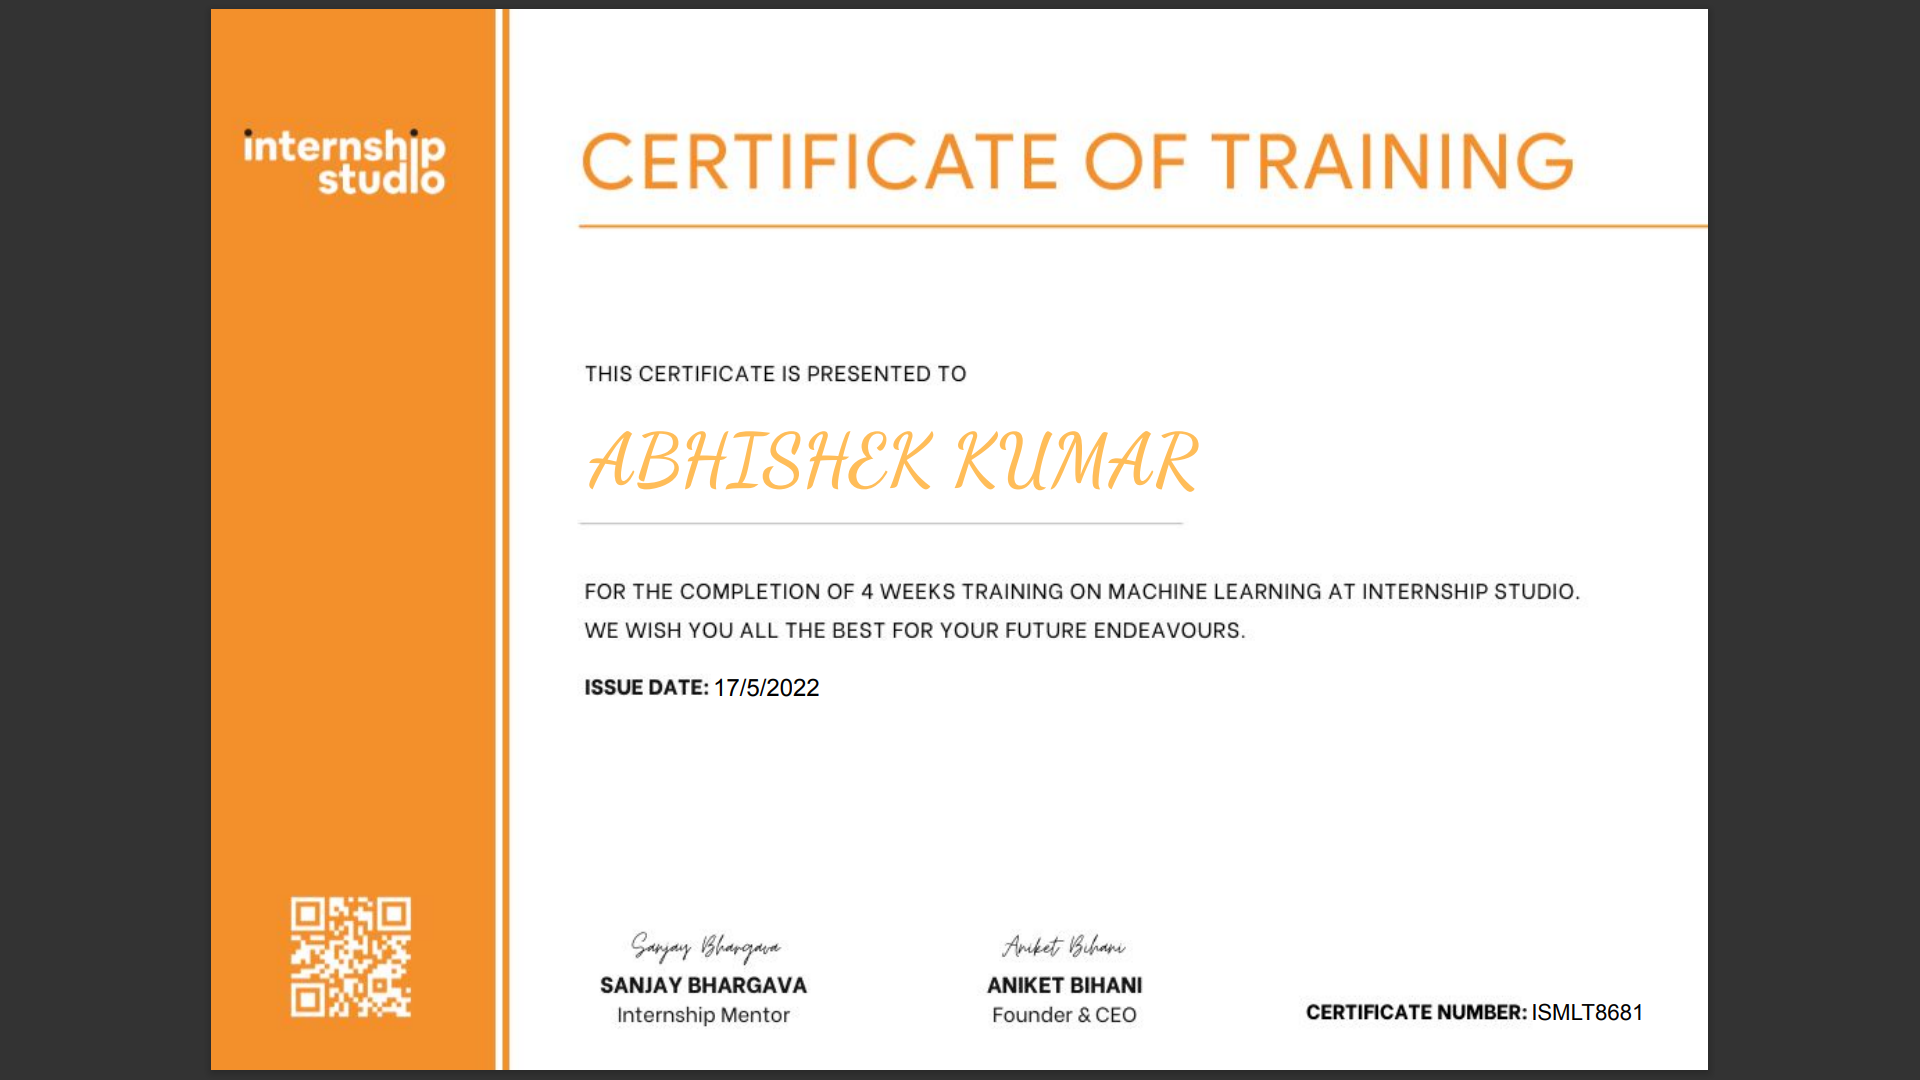 internship
studio
CERTIFICATE OF TRAINING
THIS CERTIFICATE IS PRESENTED TO
ABHISHEK KUMAR
FOR THE COMPLETION OF 4 WEEKS TRAINING ON MACHINE LEARNING AT INTERNSHIP STUDIO.
WE WISH YOU ALL THE BEST FOR YOUR FUTURE ENDEAVOURS.
ISSUE DATE: 17/5/2022
Sanjay Bhargava
SANJAY BHARGAVA
Internship Mentor
Aniket Bihani
ANIKET BIHANI
Founder & CEO
CERTIFICATE NUMBER: ISMLT8681